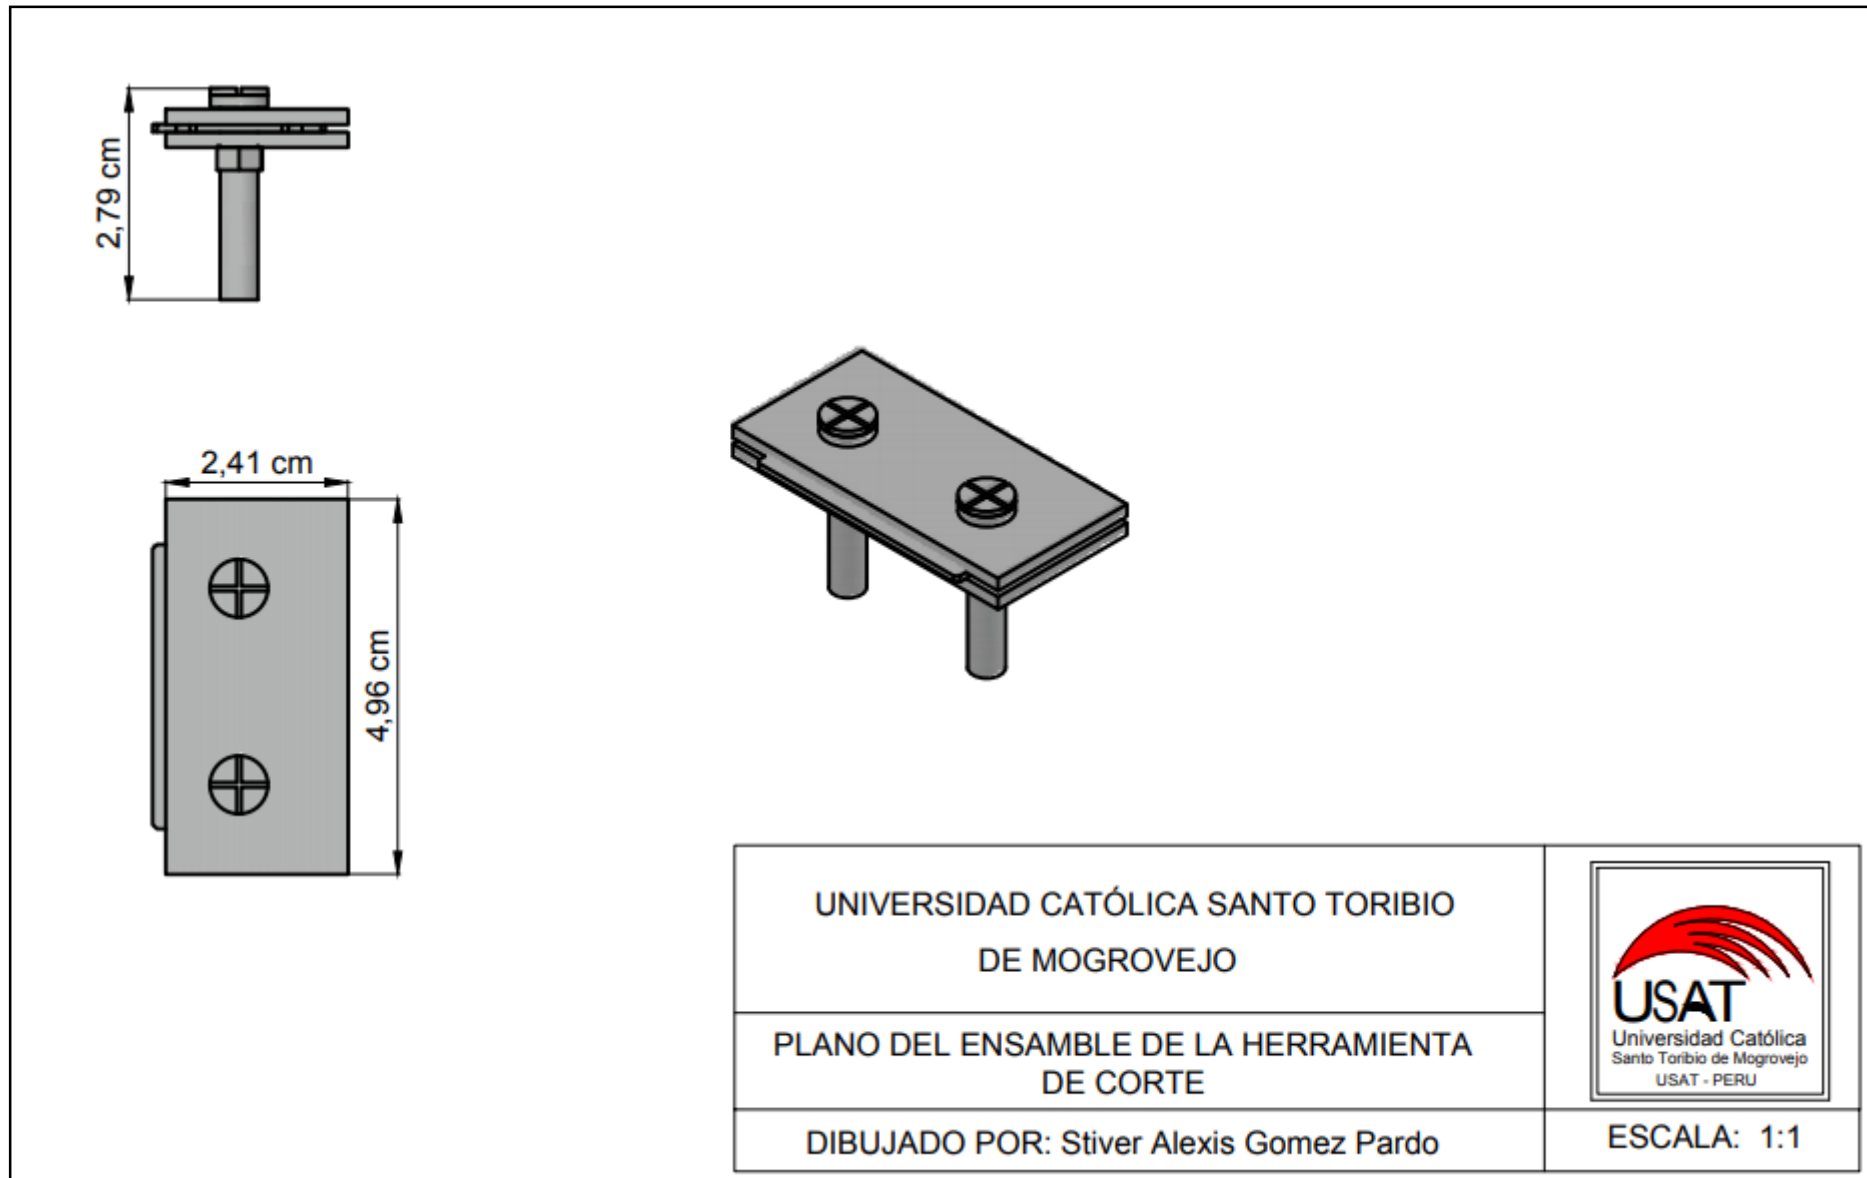 2,79 cm
2,41 cm
4,96 cm
UNIVERSIDAD CATÓLICA SANTO TORIBIO
DE MOGROVEJO
PLANO DEL ENSAMBLE DE LA HERRAMIENTA
DE CORTE
DIBUJADO POR: Stiver Alexis Gomez Pardo
USAT
Universidad Católica
Santo Toribio de Mogrovejo
USAT - PERU
ESCALA: 1:1